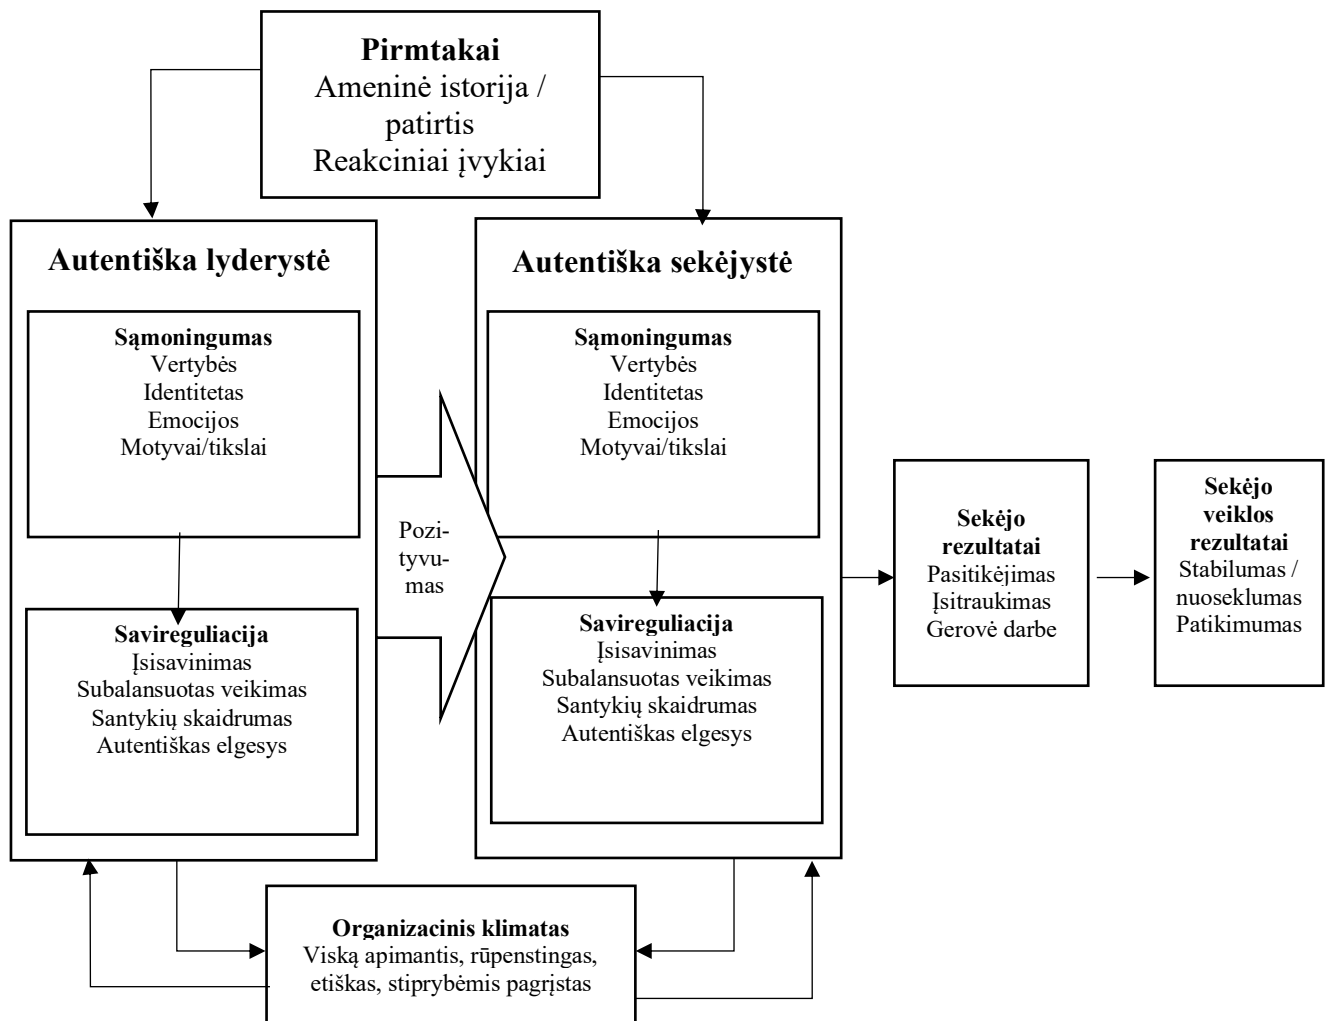 Pirmtakai
Ameninė istorija /
patirtis
Reakciniai įvykiai
Autentiška lyderystė
Sąmoningumas
Vertybės
Identitetas
Emocijos
Motyvai/tikslai
Savireguliacija
Įsisavinimas
Subalansuotas veikimas
Santykių skaidrumas
Autentiškas elgesys
Pozi-
tyvu-
mas
Autentiška sekėjystė
Sąmoningumas
Vertybės
Identitetas
Emocijos
Motyvai/tikslai
Savireguliacija
Įsisavinimas
Subalansuotas veikimas
Santykių skaidrumas
Autentiškas elgesys
Sekėjo
rezultatai
Pasitikėjimas
Įsitraukimas
Gerovė darbe
Sekėjo
veiklos
rezultatai
Stabilumas /
nuoseklumas
Patikimumas
Organizacinis klimatas
Viską apimantis, rūpenstingas,
etiškas, stiprybėmis pagrįstas